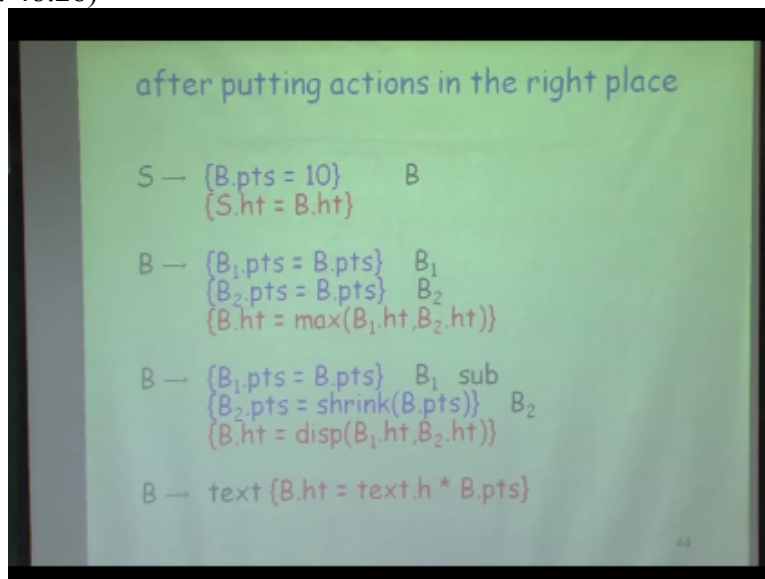 after putting actions in the right place
S → {B.pts = 10} B
{S.ht = B.ht}
B → {B₁.pts = B.pts} B₁
{B₂.pts = B.pts} B₂
{B.ht = max(B₁.ht,B₂.ht)}
B → {B₁.pts = B.pts} B₁ sub
{B₂.pts = shrink(B.pts)} B₂
{B.ht = disp(B₁.ht,B₂.ht)}
B → text {B.ht = text.h * B.pts}
44